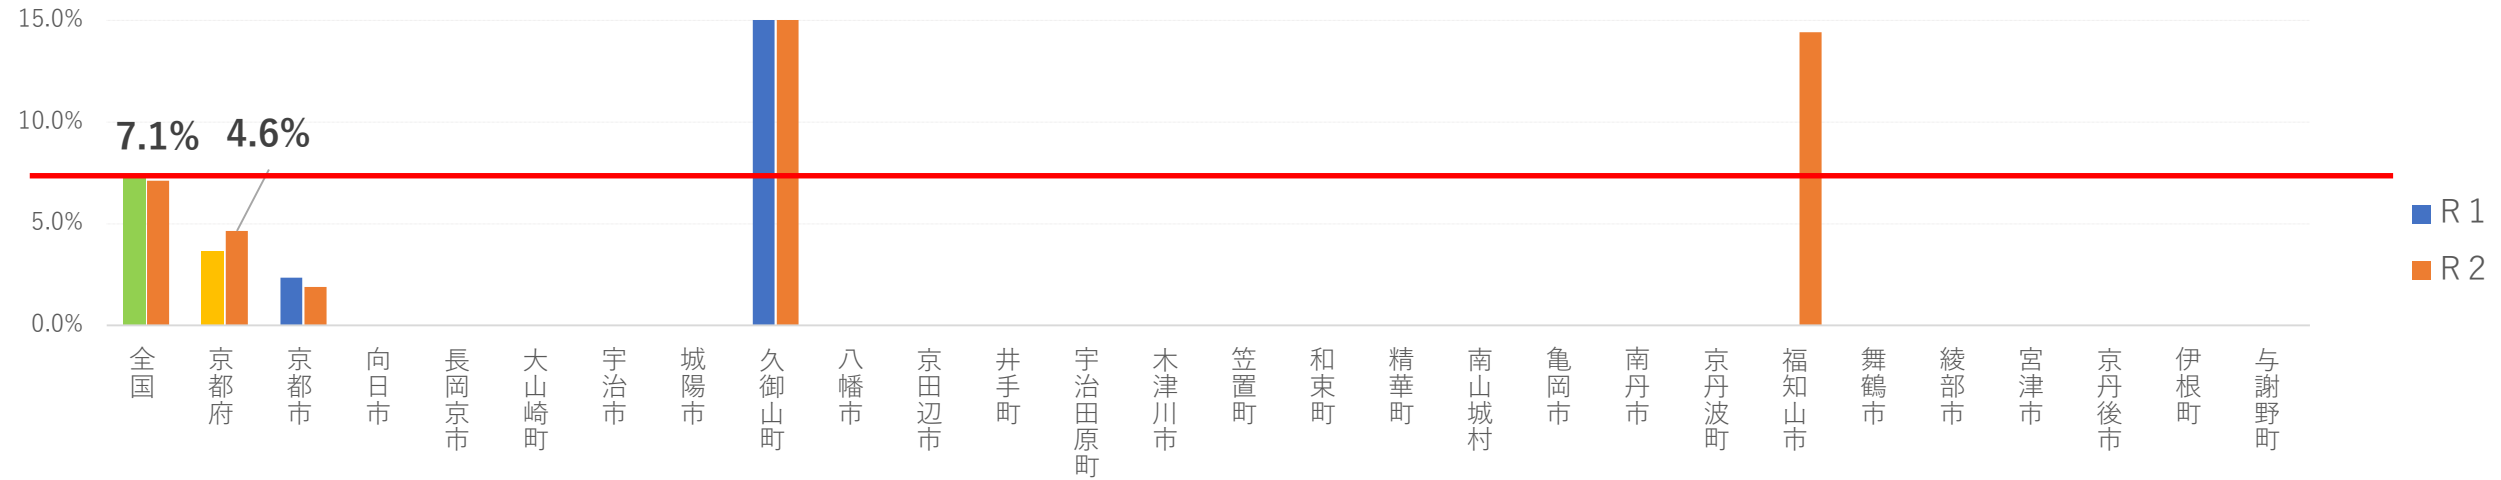 15.0%
10.0%
5.0%
0.0%
7.1%
4.6%
全国
京都府
京都市
向日市
長岡京市
大山崎町
宇治市
城陽市
久御山町
八幡市
京田辺市
井手町
宇治田原町
木津川市
笠置町
和束町
精華町
南山城村
亀岡市
南丹市
京丹波町
福知山市
舞鶴市
綾部市
宮津市
京丹後市
伊根町
与謝野町
R1
R2